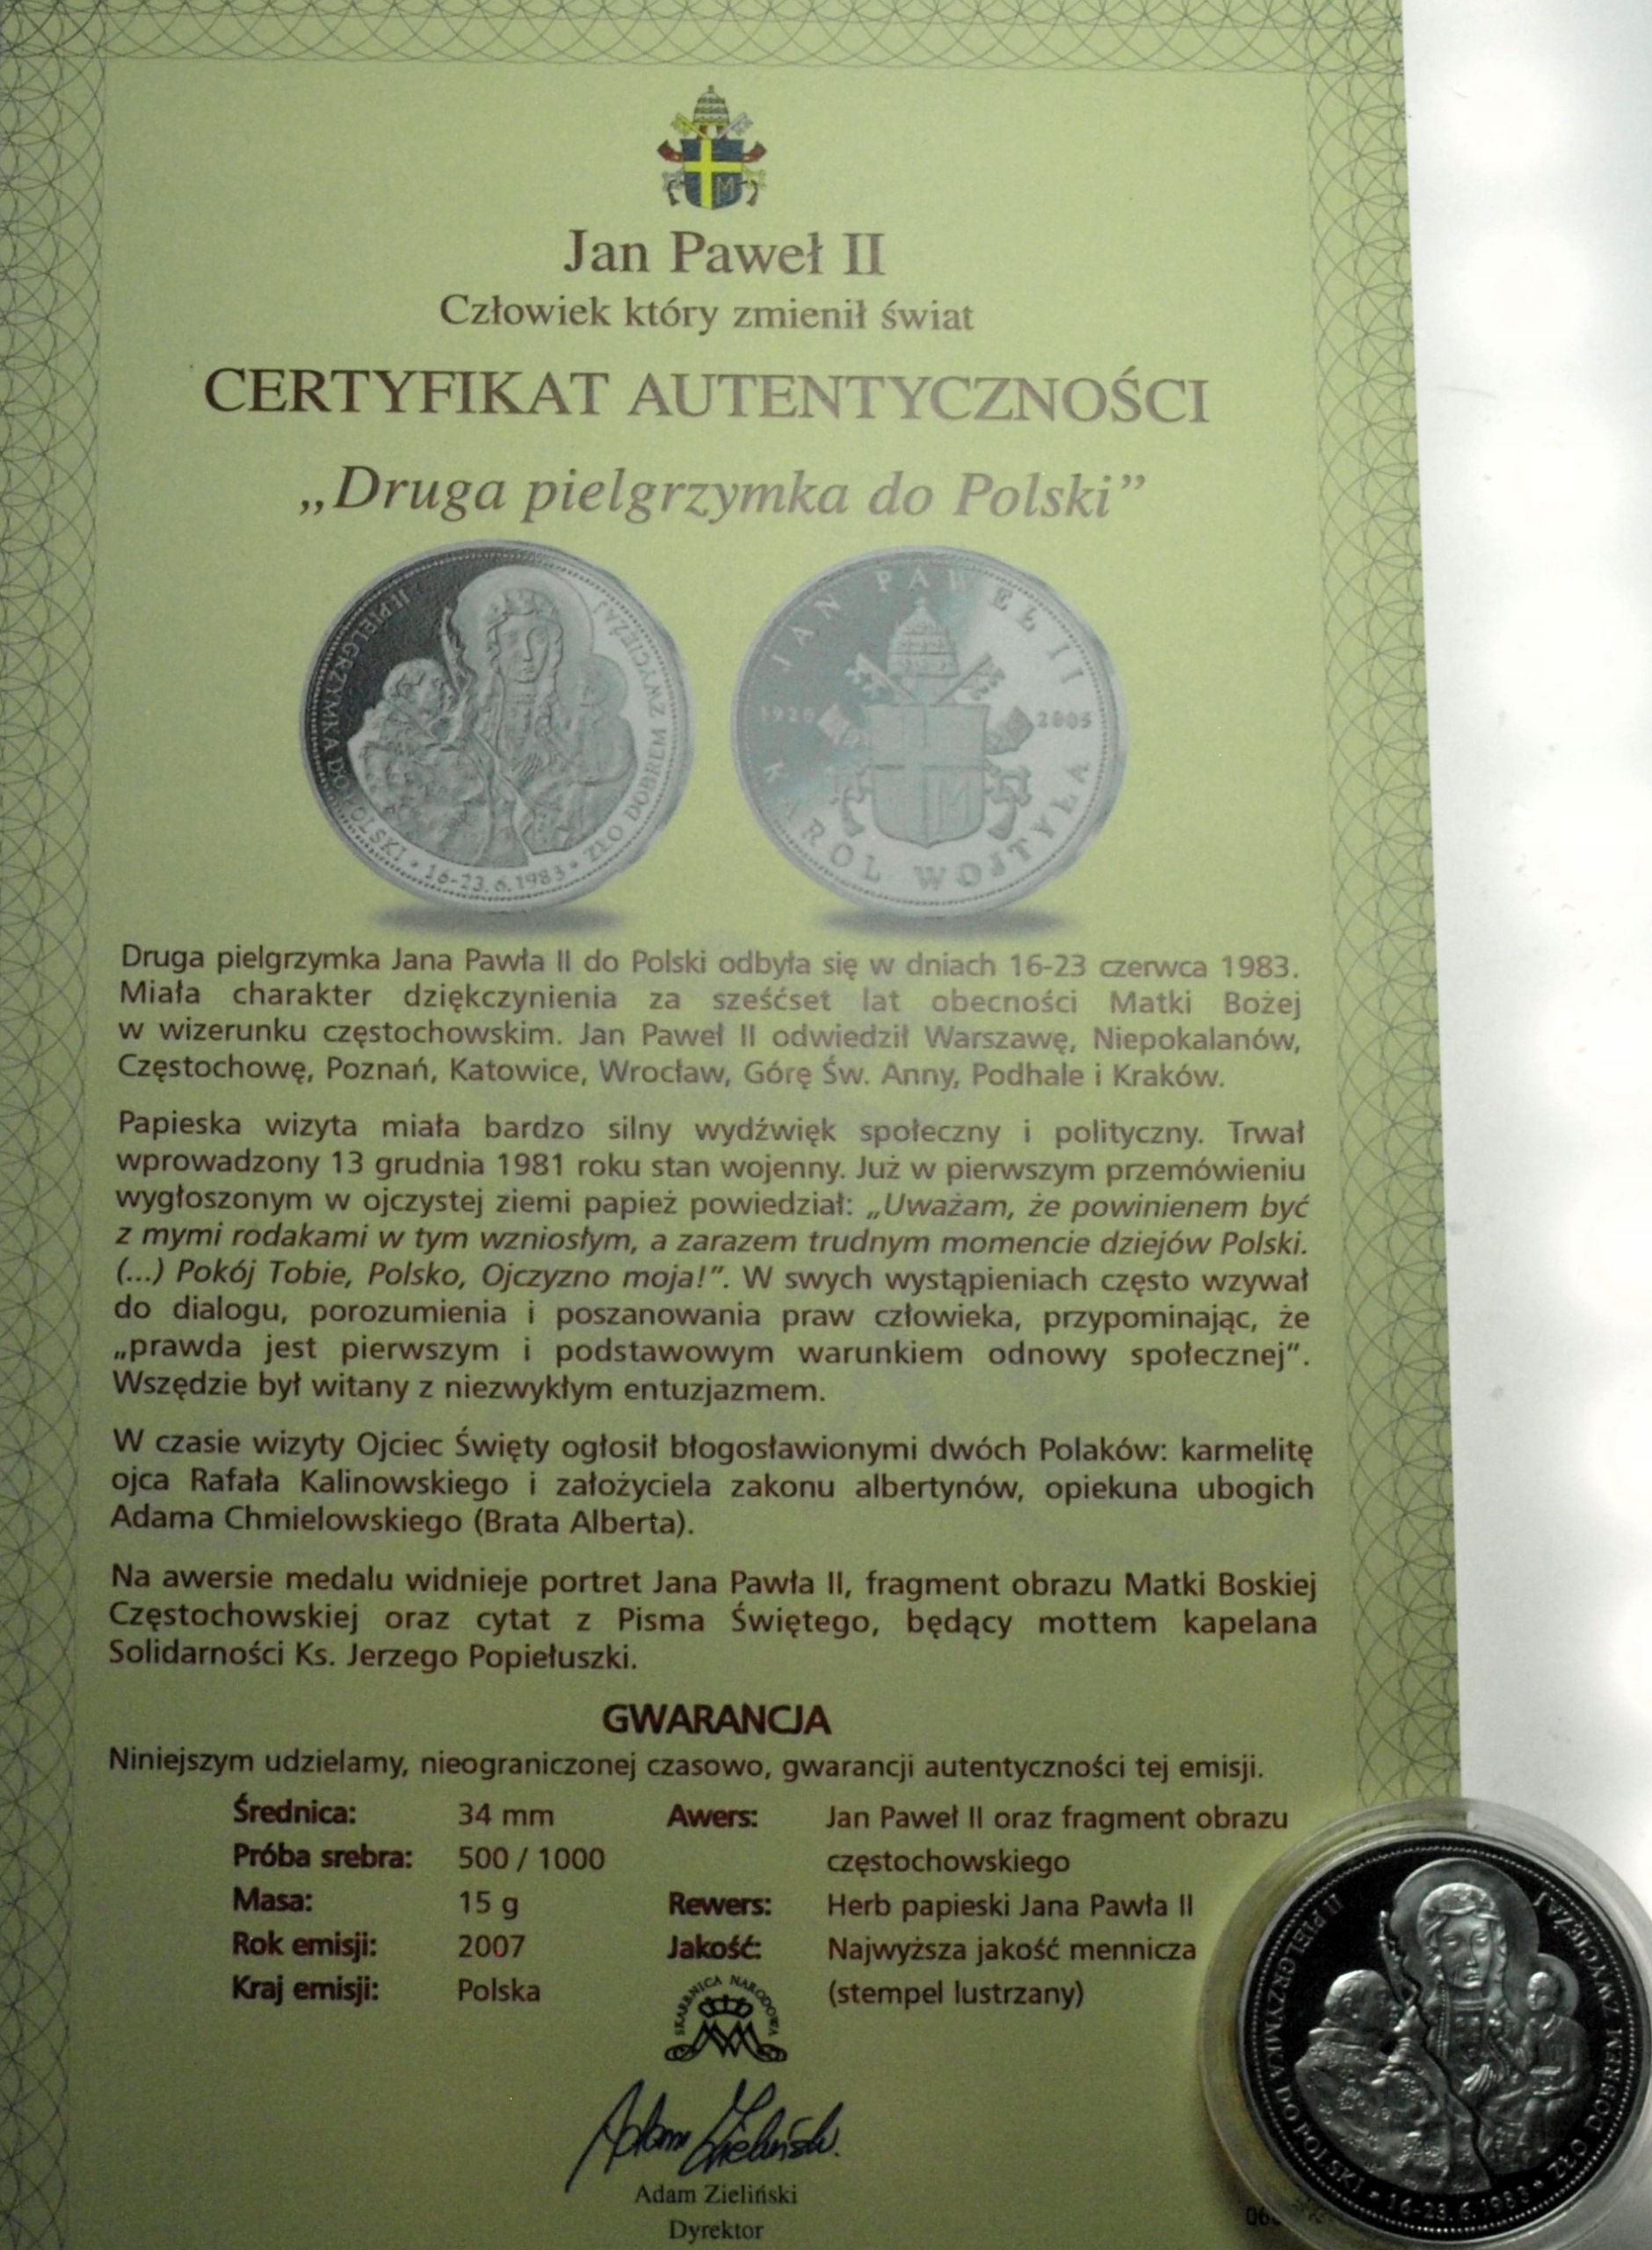 Jan Paweł II
Człowiek który zmienił świat
CERTYFIKAT AUTENTYCZNOŚCI
„Druga pielgrzymka do Polski”
II PIELGRZYMKA DO POLSKI • 16-23.6.1983 • ZŁO DOBREM ZWYCIĘŻAJ
JAN PAWEŁ II
1920 2005
KAROL WOJTYŁA
Druga pielgrzymka Jana Pawła II do Polski odbyła się w dniach 16-23 czerwca 1983.
Miała charakter dziękczynienia za sześćset lat obecności Matki Bożej
w wizerunku częstochowskim. Jan Paweł II odwiedził Warszawę, Niepokalanów,
Częstochowę, Poznań, Katowice, Wrocław, Górę Św. Anny, Podhale i Kraków.
Papieska wizyta miała bardzo silny wydźwięk społeczny i polityczny. Trwał
wprowadzony 13 grudnia 1981 roku stan wojenny. Już w pierwszym przemówieniu
wygłoszonym w ojczystej ziemi papież powiedział: „Uważam, że powinienem być
z mymi rodakami w tym wzniosłym, a zarazem trudnym momencie dziejów Polski.
(...) Pokój Tobie, Polsko, Ojczyzno moja!”. W swych wystąpieniach często wzywał
do dialogu, porozumienia i poszanowania praw człowieka, przypominając, że
„prawda jest pierwszym i podstawowym warunkiem odnowy społecznej”.
Wszędzie był witany z niezwykłym entuzjazmem.
W czasie wizyty Ojciec Święty ogłosił błogosławionymi dwóch Polaków: karmelitę
ojca Rafała Kalinowskiego i założyciela zakonu albertynów, opiekuna ubogich
Adama Chmielowskiego (Brata Alberta).
Na awersie medalu widnieje portret Jana Pawła II, fragment obrazu Matki Boskiej
Częstochowskiej oraz cytat z Pisma Świętego, będący mottem kapelana
Solidarności Ks. Jerzego Popiełuszki.
GWARANCJA
Niniejszym udzielamy, nieograniczonej czasowo, gwarancji autentyczności tej emisji.
Średnica: 34 mm Awers: Jan Paweł II oraz fragment obrazu
Próba srebra: 500 / 1000 częstochowskiego
Masa: 15 g Rewers: Herb papieski Jana Pawła II
Rok emisji: 2007 Jakość: Najwyższa jakość mennicza
Kraj emisji: Polska (stempel lustrzany)
SKARBNICA NARODOWA
Adam Zieliński
Adam Zieliński
Dyrektor
II PIELGRZYMKA DO POLSKI • 16-23.6.1983 • ZŁO DOBREM ZWYCIĘŻAJ